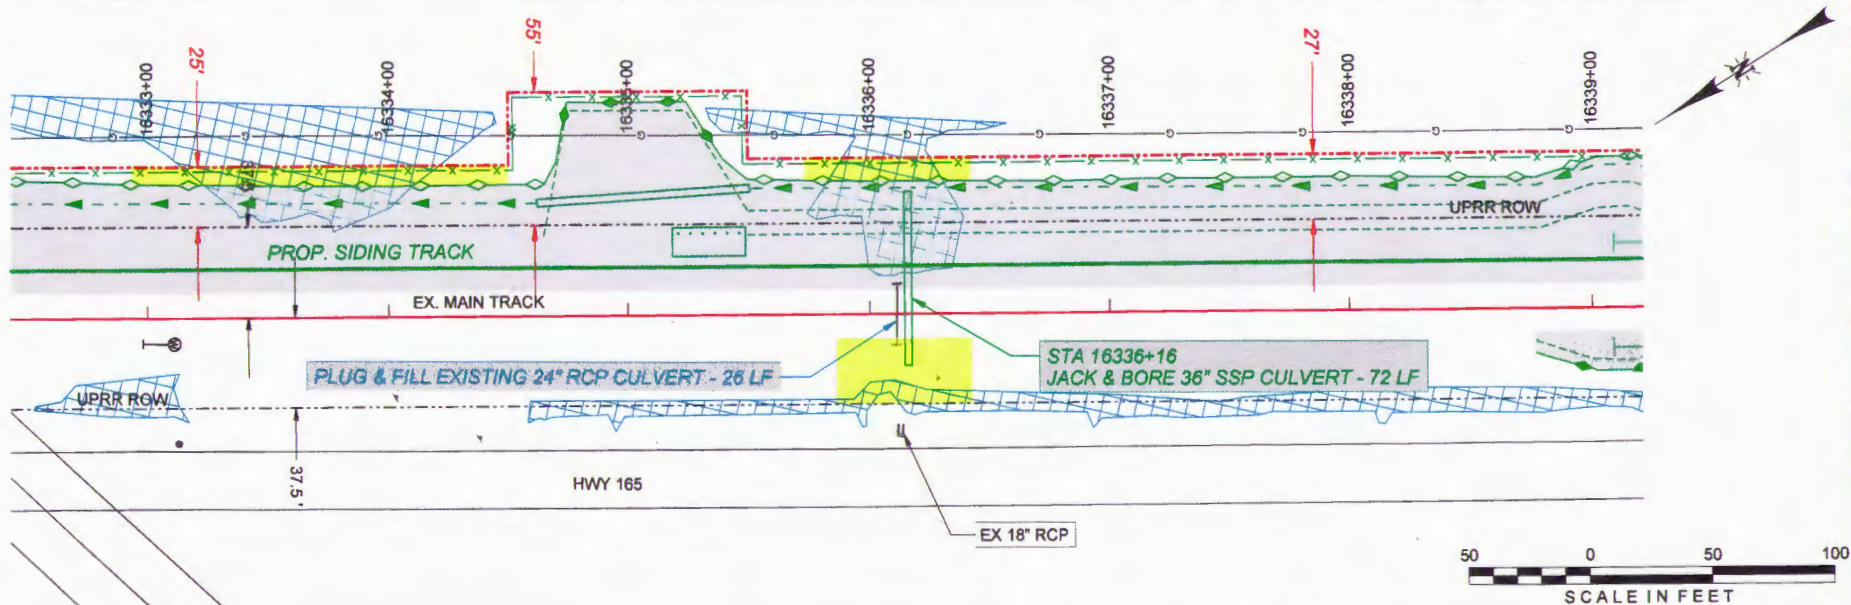 25'
55'
27'
16333+00
16334+00
16335+00
16336+00
16337+00
16338+00
16339+00
N
G G G G G G G G G G
37.5'
UPRR ROW
PROP. SIDING TRACK
EX. MAIN TRACK
W
PLUG & FILL EXISTING 24" RCP CULVERT - 26 LF
STA 16336+16
JACK & BORE 36" SSP CULVERT - 72 LF
UPRR ROW
37.5'
HWY 165
EX 18" RCP
50 0 50 100
SCALE IN FEET